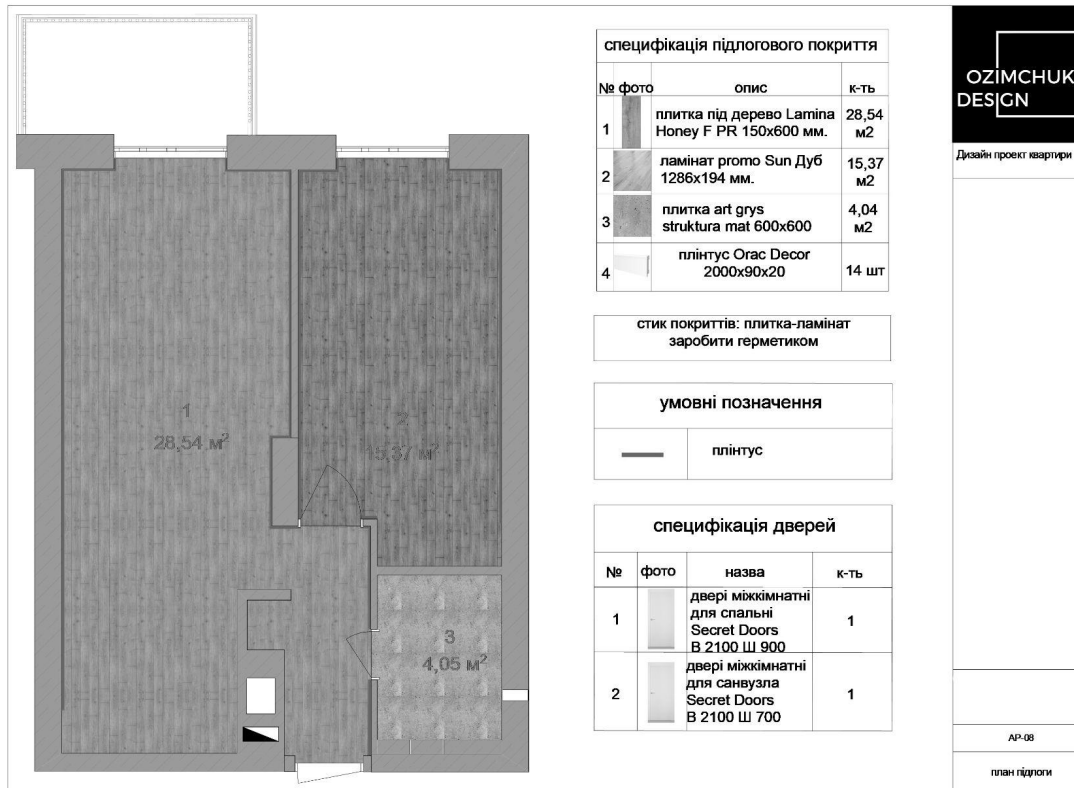 1
28,54 м²
2
15,37 м²
3
4,05 м²
специфікація підлогового покриття
№ фото опис к-ть
1 плитка під дерево Lamina Honey F PR 150x600 мм. 28,54 м2
2 ламінат promo Sun Дуб 1286x194 мм. 15,37 м2
3 плитка art grys struktura mat 600x600 4,04 м2
4 плінтус Orac Decor 2000x90x20 14 шт
стик покриттів: плитка-ламінат
заробити герметиком
умовні позначення
плінтус
специфікація дверей
№ фото назва к-ть
1 двері міжкімнатні для спальні Secret Doors В 2100 Ш 900 1
2 двері міжкімнатні для санвузла Secret Doors В 2100 Ш 700 1
OZIMCHUK
DESIGN
Дизайн проект квартири
АР-08
план підлоги